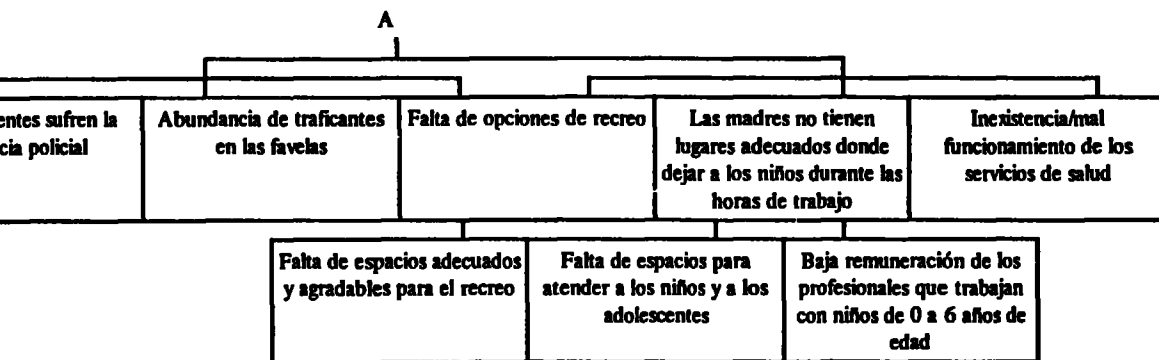 A
sufren la
policial
Abundancia de traficantes
en las favelas
Falta de opciones de recreo
Las madres no tienen
lugares adecuados donde
dejar a los niños durante las
horas de trabajo
Inexistencia/mal
funcionamiento de los
servicios de salud
Falta de espacios adecuados
y agradables para el recreo
Falta de espacios para
atender a los niños y a los
adolescentes
Baja remuneración de los
profesionales que trabajan
con niños de 0 a 6 años de
edad